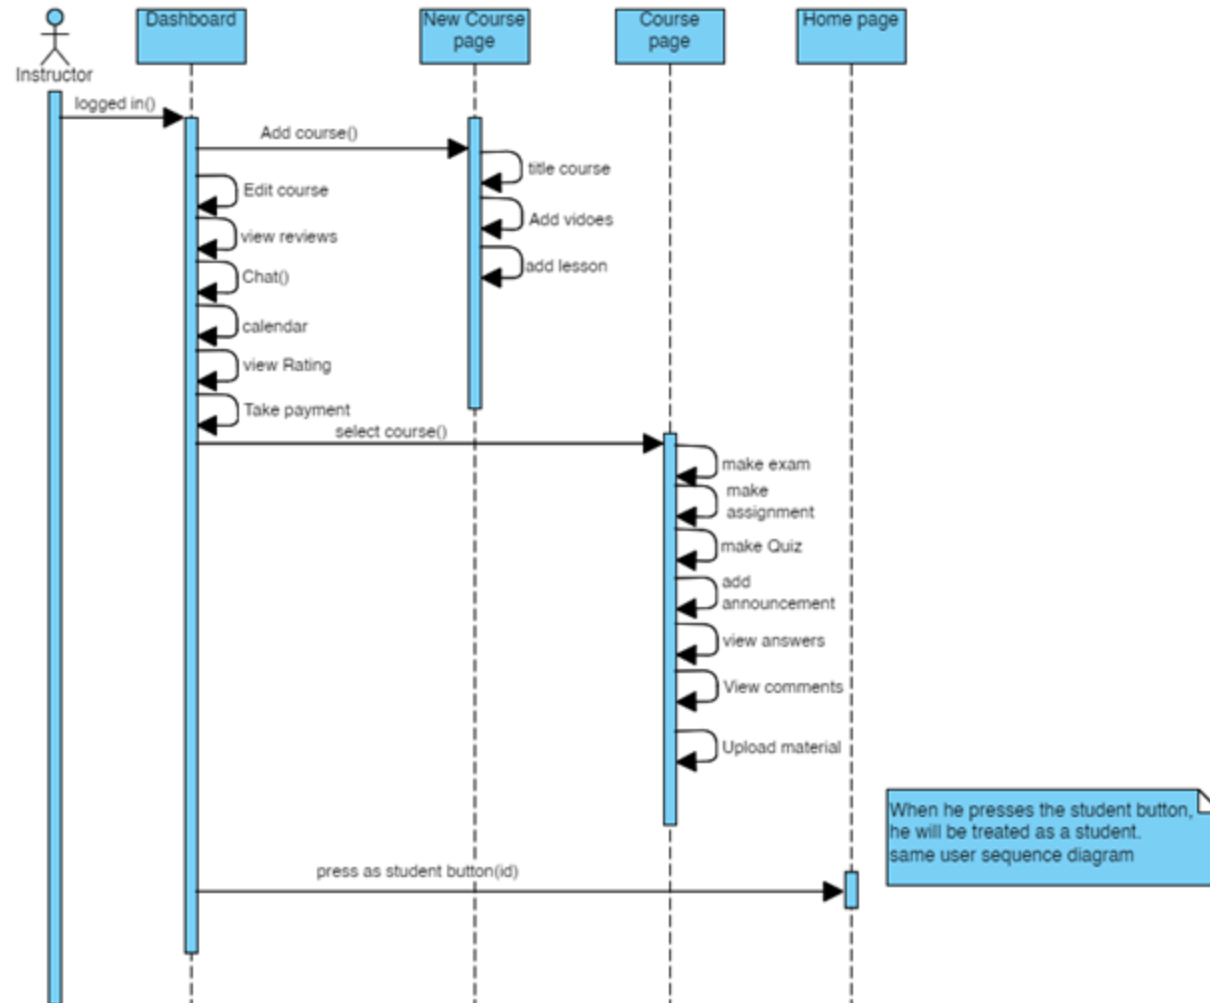 Dashboard
New Course
page
Course
page
Home page
Instructor
logged in()
Add course()
title course
Edit course
Add vidoes
view reviews
add lesson
Chat()
calendar
view Rating
Take payment
select course()
make exam
make
assignment
make Quiz
add
announcement
view answers
View comments
Upload material
When he presses the student button,
he will be treated as a student.
same user sequence diagram
press as student button(id)